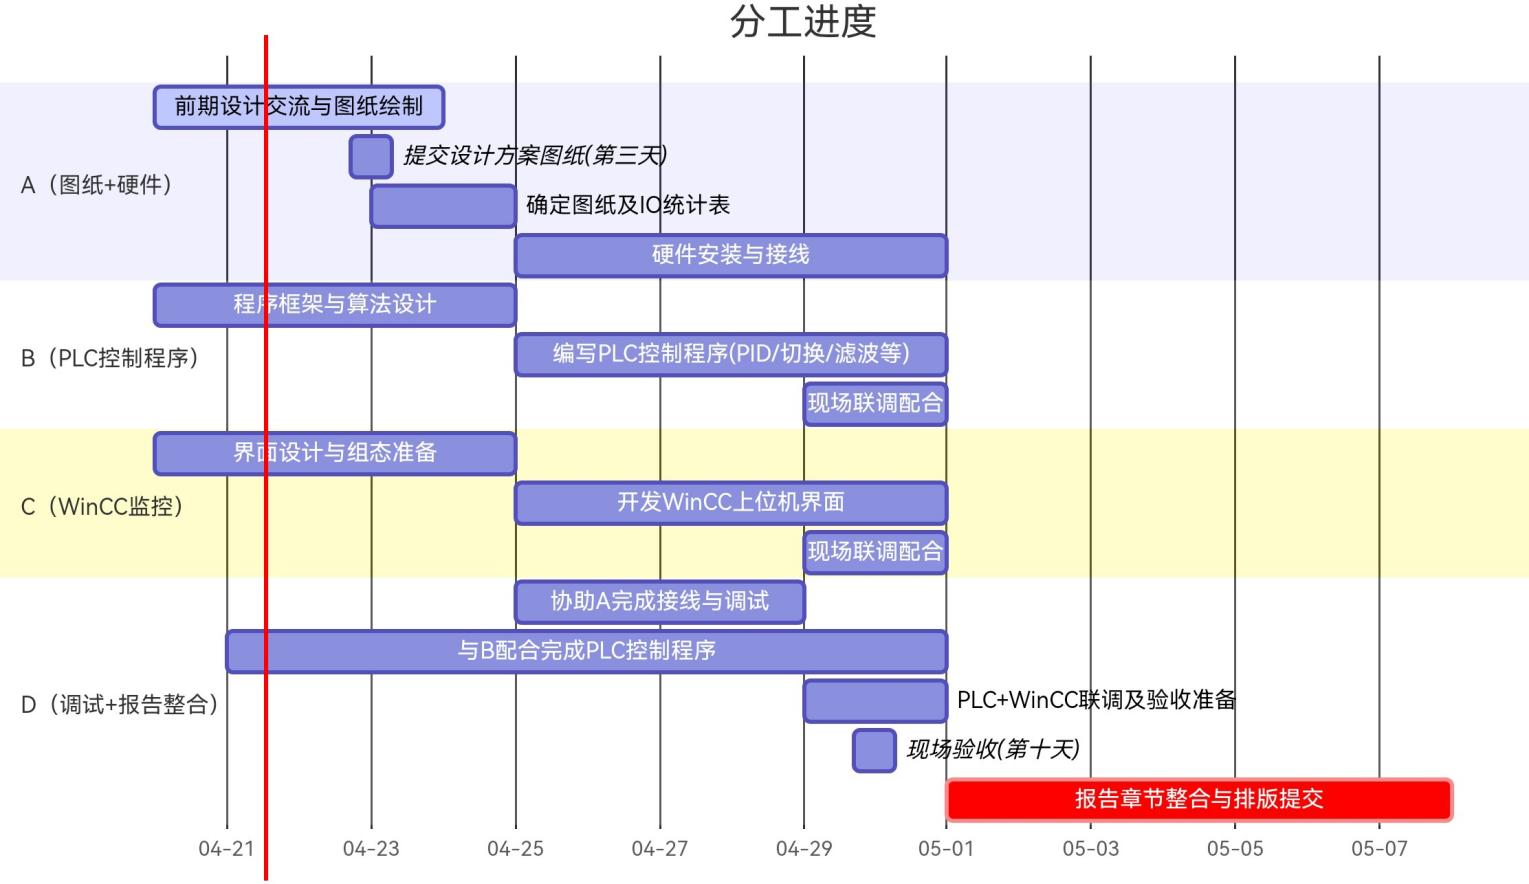 分工进度
前期设计交流与图纸绘制
提交设计方案图纸(第三天)
A（图纸+硬件）
确定图纸及IO统计表
硬件安装与接线
程序框架与算法设计
B（PLC控制程序）
编写PLC控制程序(PID/切换/滤波等)
现场联调配合
界面设计与组态准备
C（WinCC监控）
开发WinCC上位机界面
现场联调配合
协助A完成接线与调试
与B配合完成PLC控制程序
D（调试+报告整合）
PLC+WinCC联调及验收准备
现场验收(第十天)
报告章节整合与排版提交
04-21 04-23 04-25 04-27 04-29 05-01 05-03 05-05 05-07